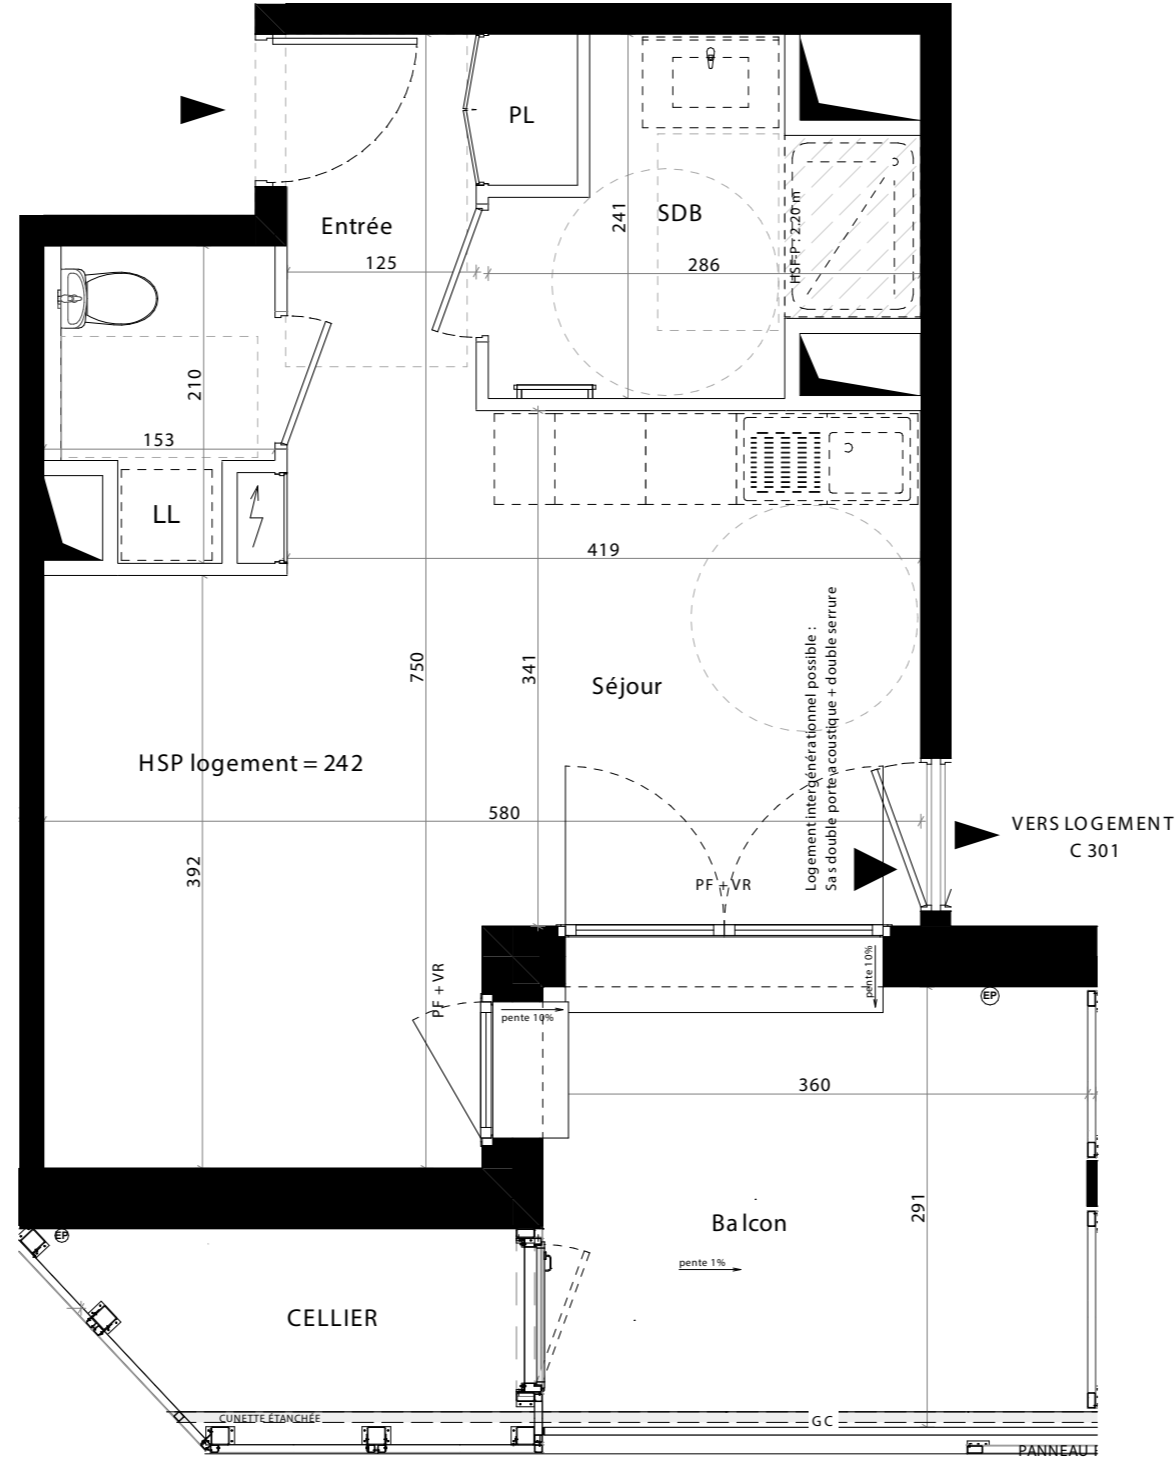 PL
Entrée
125
241
SDB
286
HSF-P : 2.20 m
210
153
LL
419
750
341
Séjour
Logement intergénérationnel possible :
Sas double porte acoustique + double serrure
HSP logement = 242
580
392
VERS LOGEMENT
C 301
PF + VR
PF + VR
pente 10%
pente 10%
EP
360
291
Balcon
pente 1%
EP
CELLIER
CUNETTE ÉTANCHÉE
GC
PANNEAU